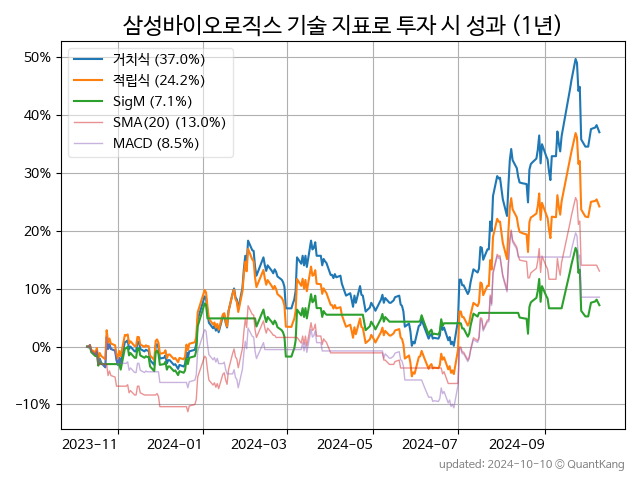 삼성바이오로직스 기술 지표로 투자 시 성과 (1년)
거치식 (37.0%)
적립식 (24.2%)
SigM (7.1%)
SMA(20) (13.0%)
MACD (8.5%)
50%
40%
30%
20%
10%
0%
−10%
2023-11
2024-01
2024-03
2024-05
2024-07
2024-09
updated: 2024-10-10 © QuantKang